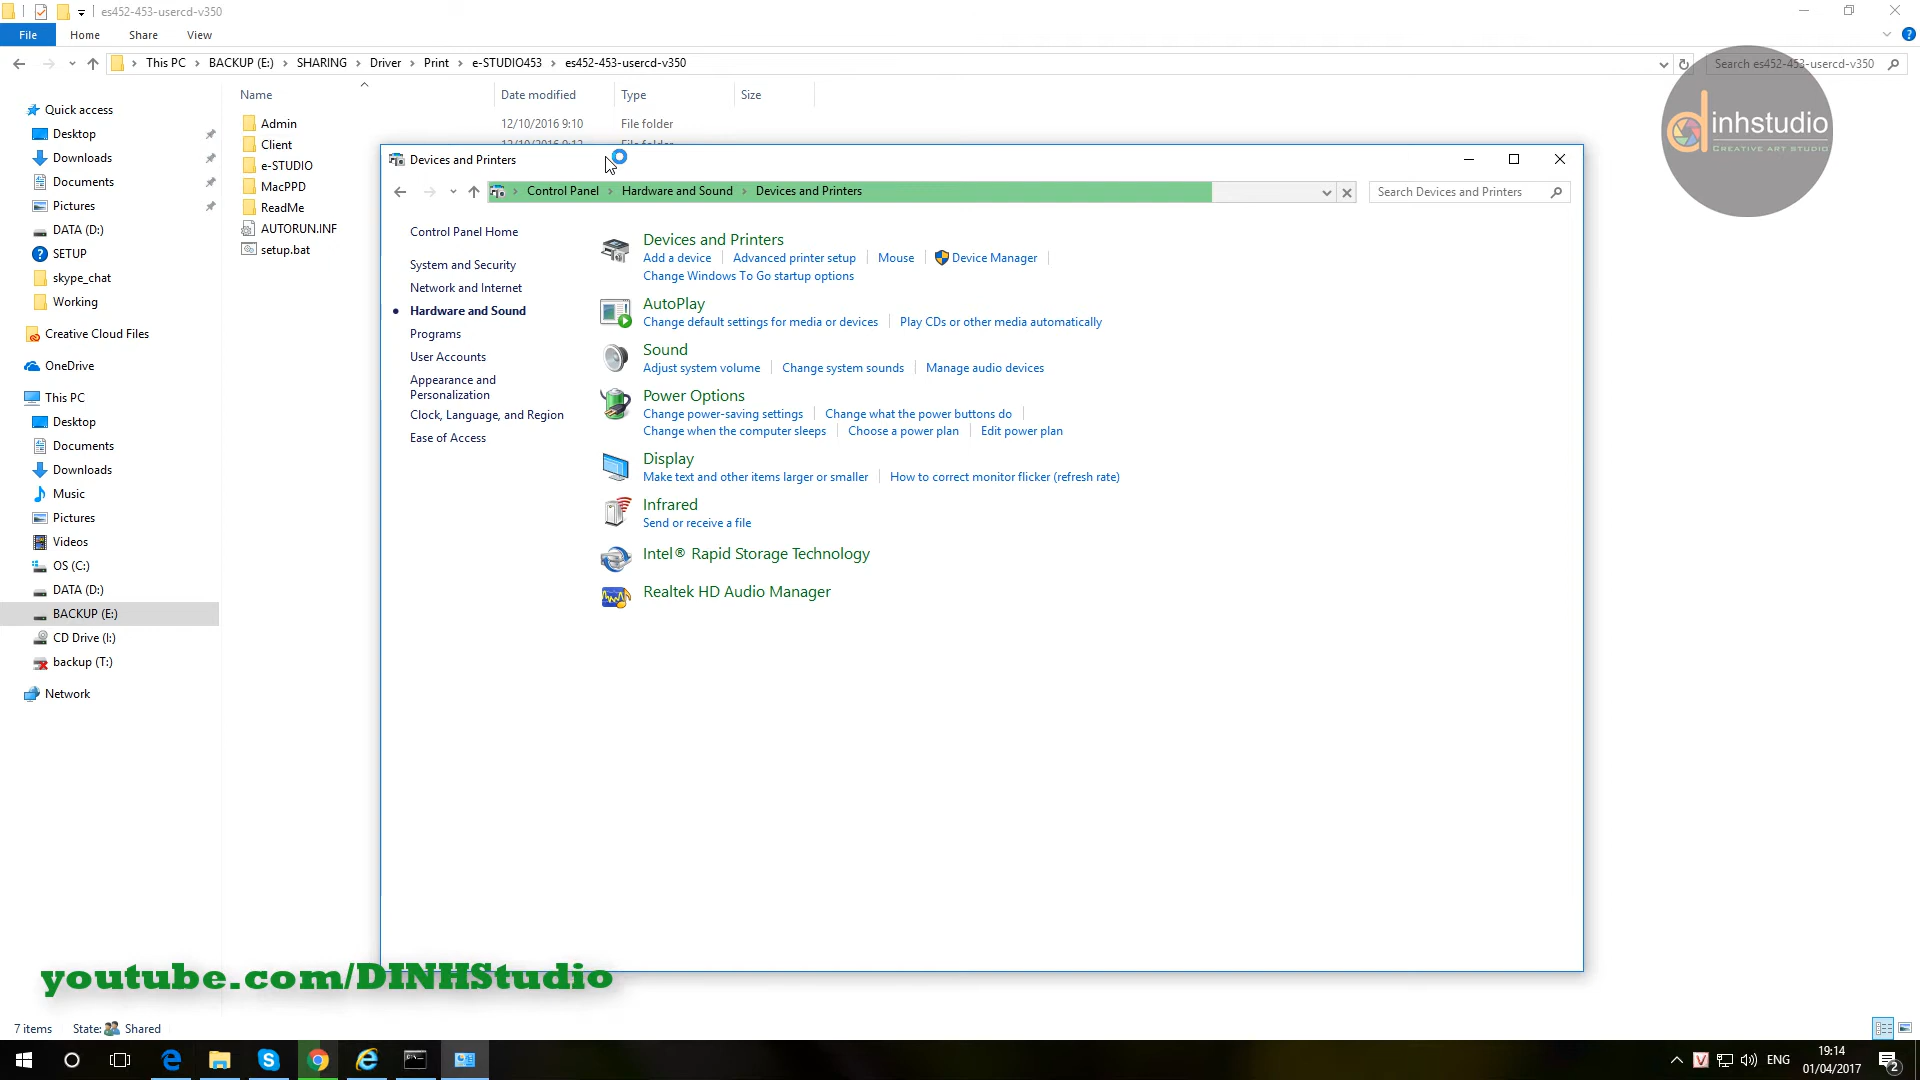 es452-453-usercd-v350
File Home Share View
This PC BACKUP (E:) SHARING Driver Print e-STUDIO453 es452-453-usercd-v350
Search es452-453-usercd-v350
dinhstudio
CREATIVE ART STUDIO
Quick access
Desktop
Downloads
Documents
Pictures
DATA (D:)
SETUP
skype_chat
Working
Creative Cloud Files
OneDrive
This PC
Desktop
Documents
Downloads
Music
Pictures
Videos
OS (C:)
DATA (D:)
BACKUP (E:)
CD Drive (I:)
backup (T:)
Network
Name Date modified Type Size
Admin 12/10/2016 9:10 File folder
Client
e-STUDIO
MacPPD
ReadMe
AUTORUN.INF
setup.bat
Devices and Printers
Control Panel Hardware and Sound Devices and Printers
Search Devices and Printers
Control Panel Home
System and Security
Network and Internet
Hardware and Sound
Programs
User Accounts
Appearance and
Personalization
Clock, Language, and Region
Ease of Access
Devices and Printers
Add a device Advanced printer setup Mouse Device Manager
Change Windows To Go startup options
AutoPlay
Change default settings for media or devices Play CDs or other media automatically
Sound
Adjust system volume Change system sounds Manage audio devices
Power Options
Change power-saving settings Change what the power buttons do
Change when the computer sleeps Choose a power plan Edit power plan
Display
Make text and other items larger or smaller How to correct monitor flicker (refresh rate)
Infrared
Send or receive a file
Intel® Rapid Storage Technology
Realtek HD Audio Manager
youtube.com/DINHStudio
7 items State: Shared
ENG
19:14
01/04/2017
2